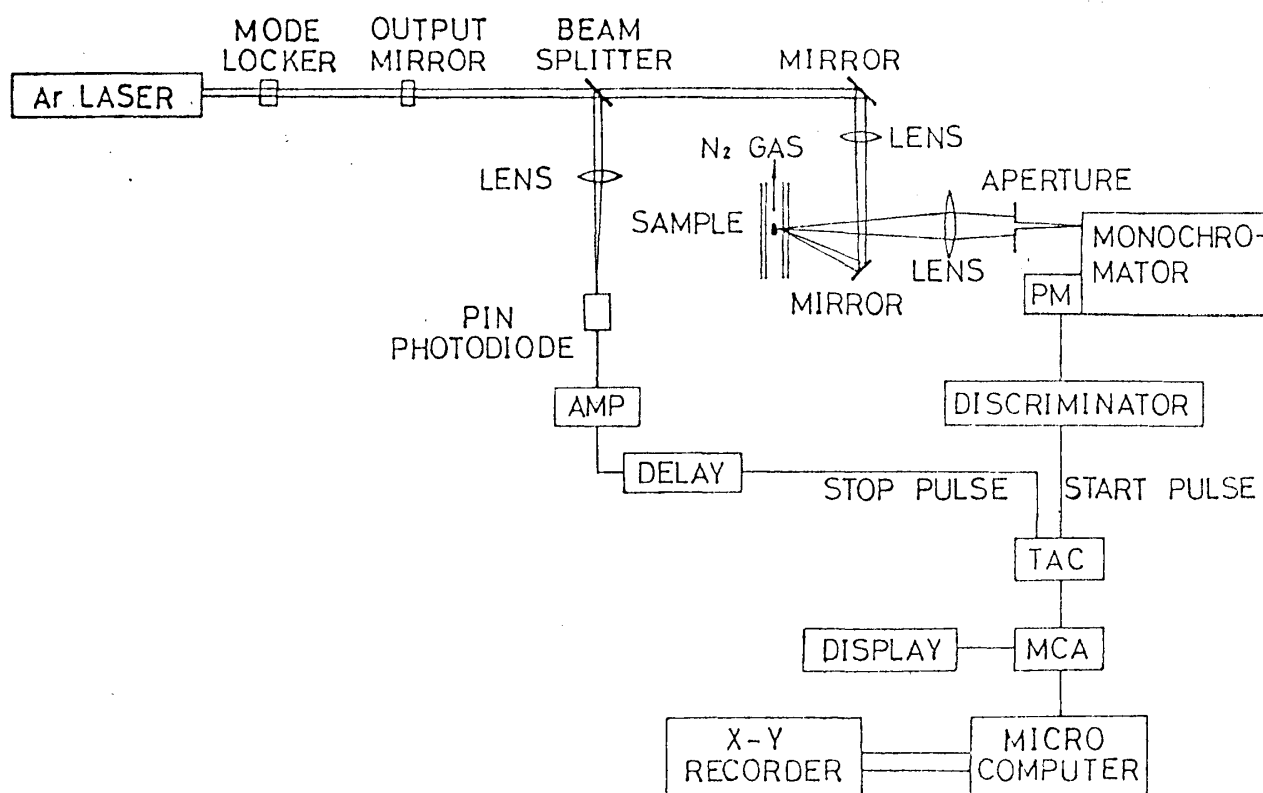 MODE
LOCKER
OUTPUT
MIRROR
BEAM
SPLITTER
MIRROR
Ar LASER
LENS
N₂ GAS
LENS
APERTURE
SAMPLE
MONOCHRO-
MATOR
LENS
MIRROR
PM
PIN
PHOTODIODE
AMP
DISCRIMINATOR
DELAY
STOP PULSE
START PULSE
TAC
DISPLAY
MCA
X-Y
RECORDER
MICRO
COMPUTER